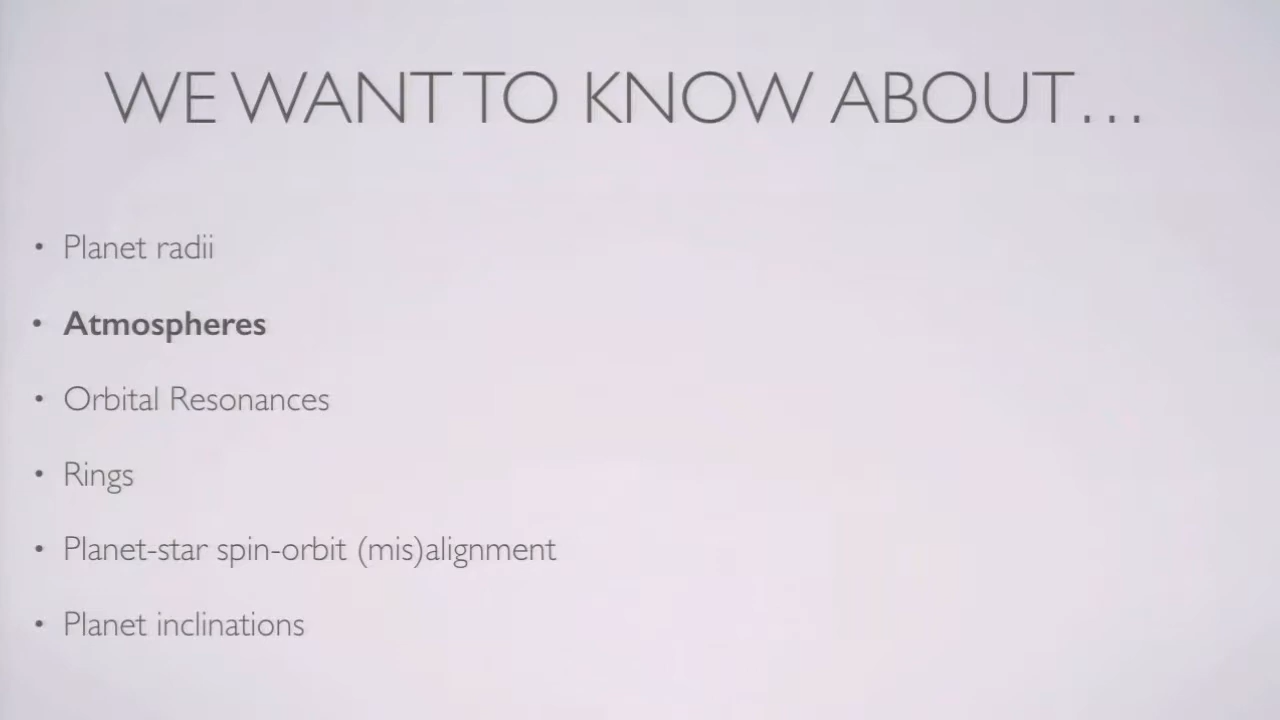 WE WANT TO KNOW ABOUT...
• Planet radii
• Atmospheres
• Orbital Resonances
• Rings
• Planet-star spin-orbit (mis)alignment
• Planet inclinations